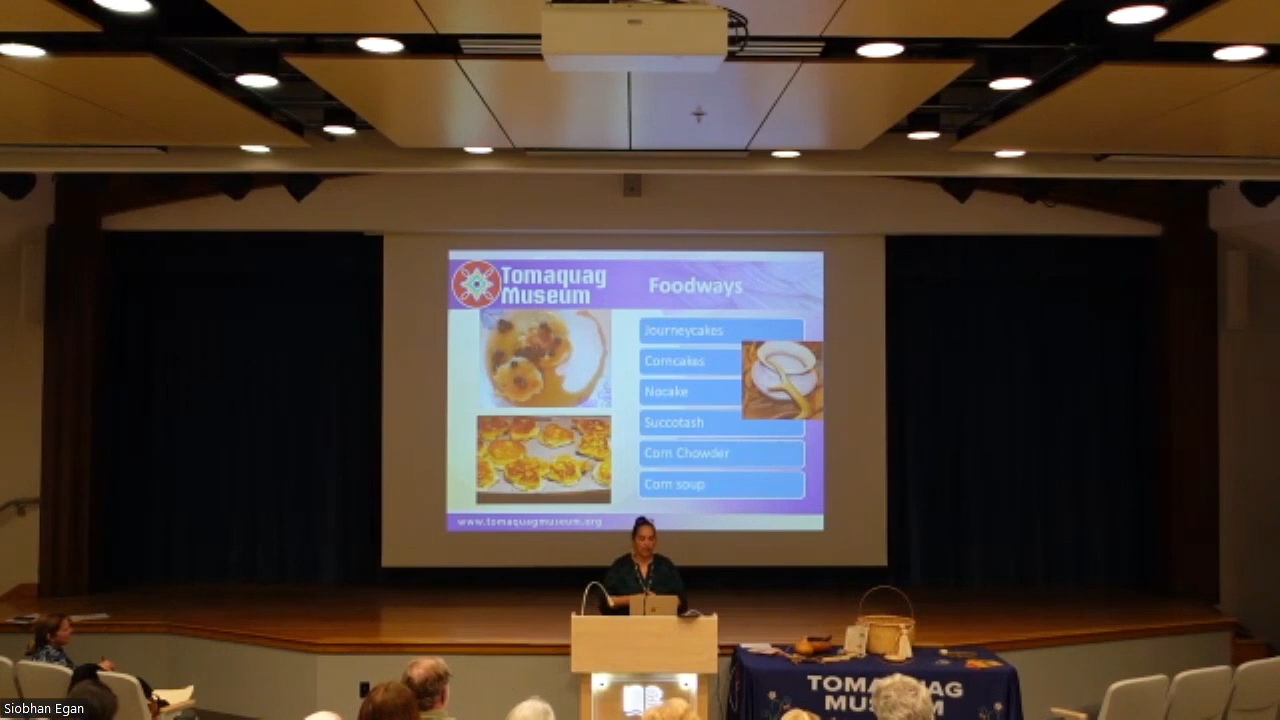 Tomaquag
Museum
Foodways
Journeycakes
Corncakes
Nocake
Succotash
Corn Chowder
Corn soup
www.tomaquagmuseum.org
TOMAQUAG
MUSEUM
Siobhan Egan